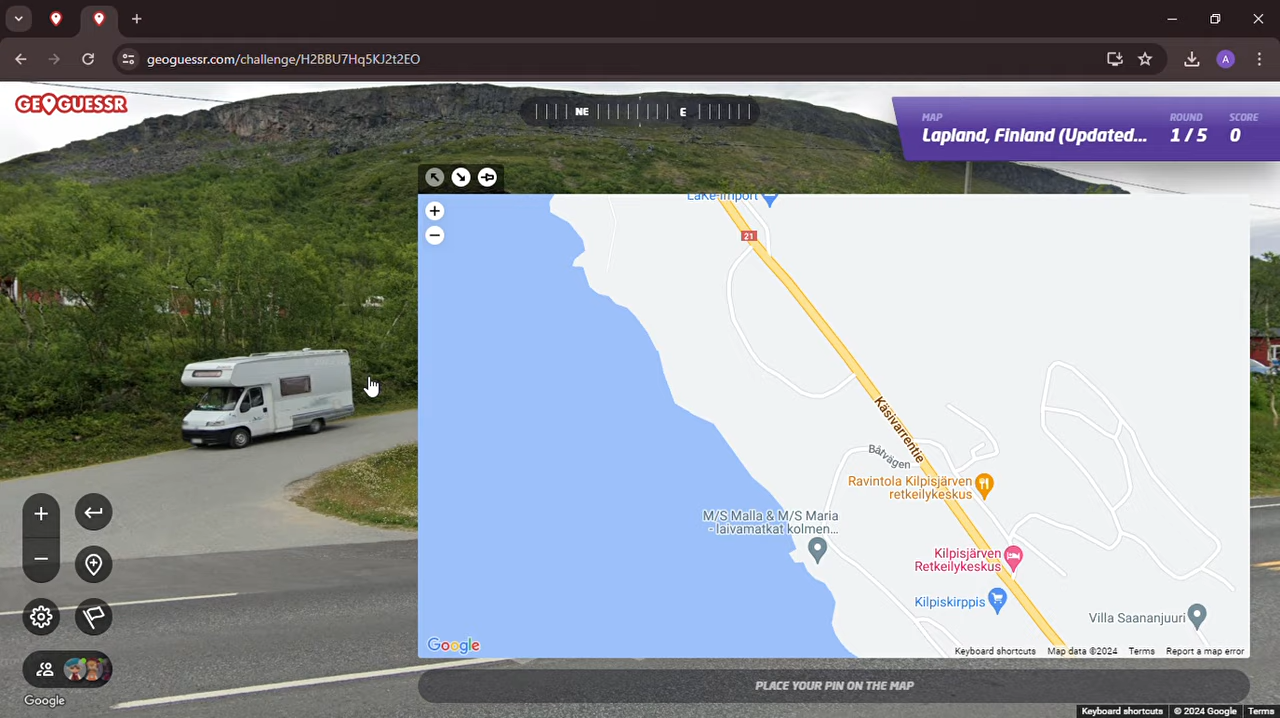 geoguessr.com/challenge/H2BBU7Hq5KJ2t2EO
A
GEOGUESSR
NE
E
MAP
Lapland, Finland (Updated...
ROUND
1 / 5
SCORE
0
LaKe-Import
21
Käsivarrentie
Båtvägen
Ravintola Kilpisjärven
retkeilykeskus
M/S Malla & M/S Maria
- laivamatkat kolmen...
Kilpisjärven
Retkeilykeskus
Kilpiskirppis
Villa Saananjuuri
Google
Keyboard shortcuts
Map data ©2024
Terms
Report a map error
PLACE YOUR PIN ON THE MAP
Google
Keyboard shortcuts
© 2024 Google
Terms